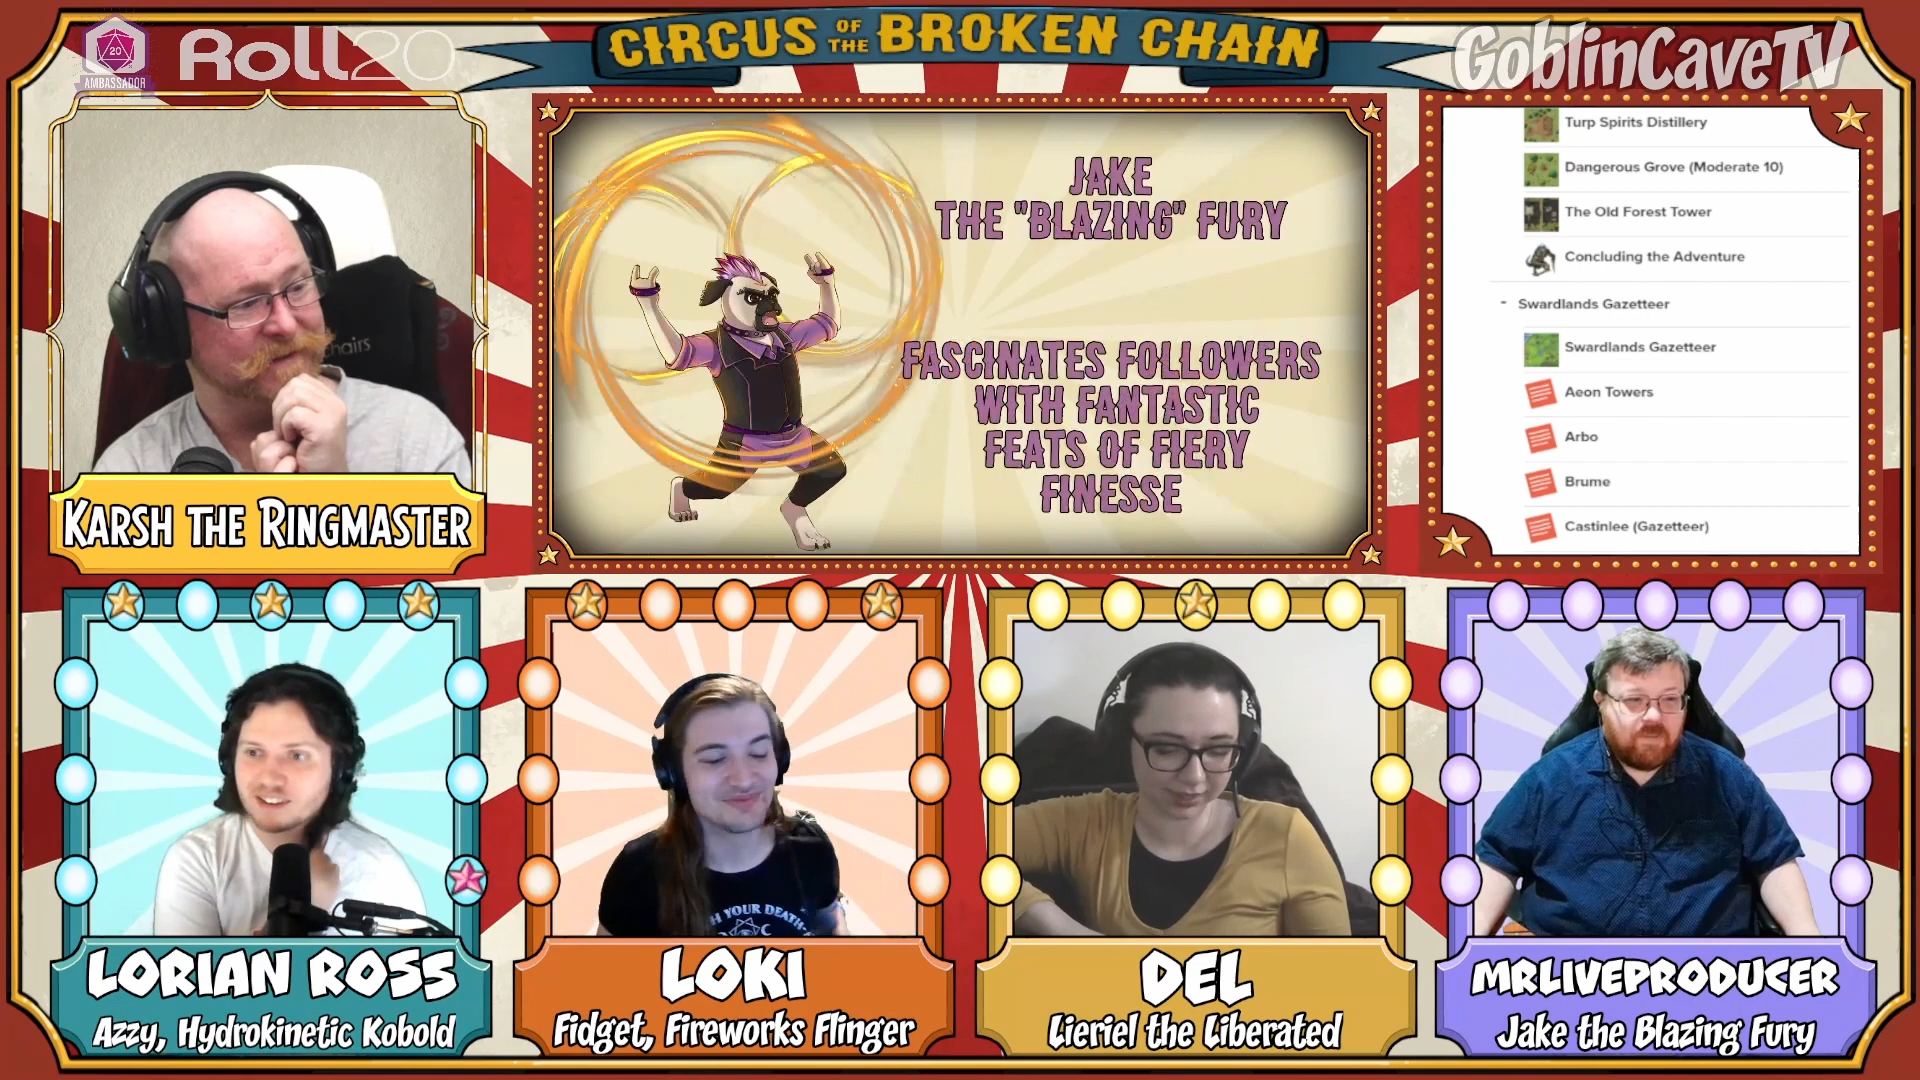 CIRCUS OF THE BROKEN CHAIN
20
AMBASSADOR
Roll20
GoblinCaveTV
chairs
KARSH THE RINGMASTER
JAKE
THE "BLAZING" FURY
FASCINATES FOLLOWERS
WITH FANTASTIC
FEATS OF FIERY
FINESSE
Turp Spirits Distillery
Dangerous Grove (Moderate 10)
The Old Forest Tower
Concluding the Adventure
- Swardlands Gazetteer
Swardlands Gazetteer
Aeon Towers
Arbo
Brume
Castinlee (Gazetteer)
YOUR DEATH
LORIAN ROSS
Azzy, Hydrokinetic Kobold
LOKI
Fidget, Fireworks Flinger
DEL
Lieriel the Liberated
MRLIVEPRODUCER
Jake the Blazing Fury